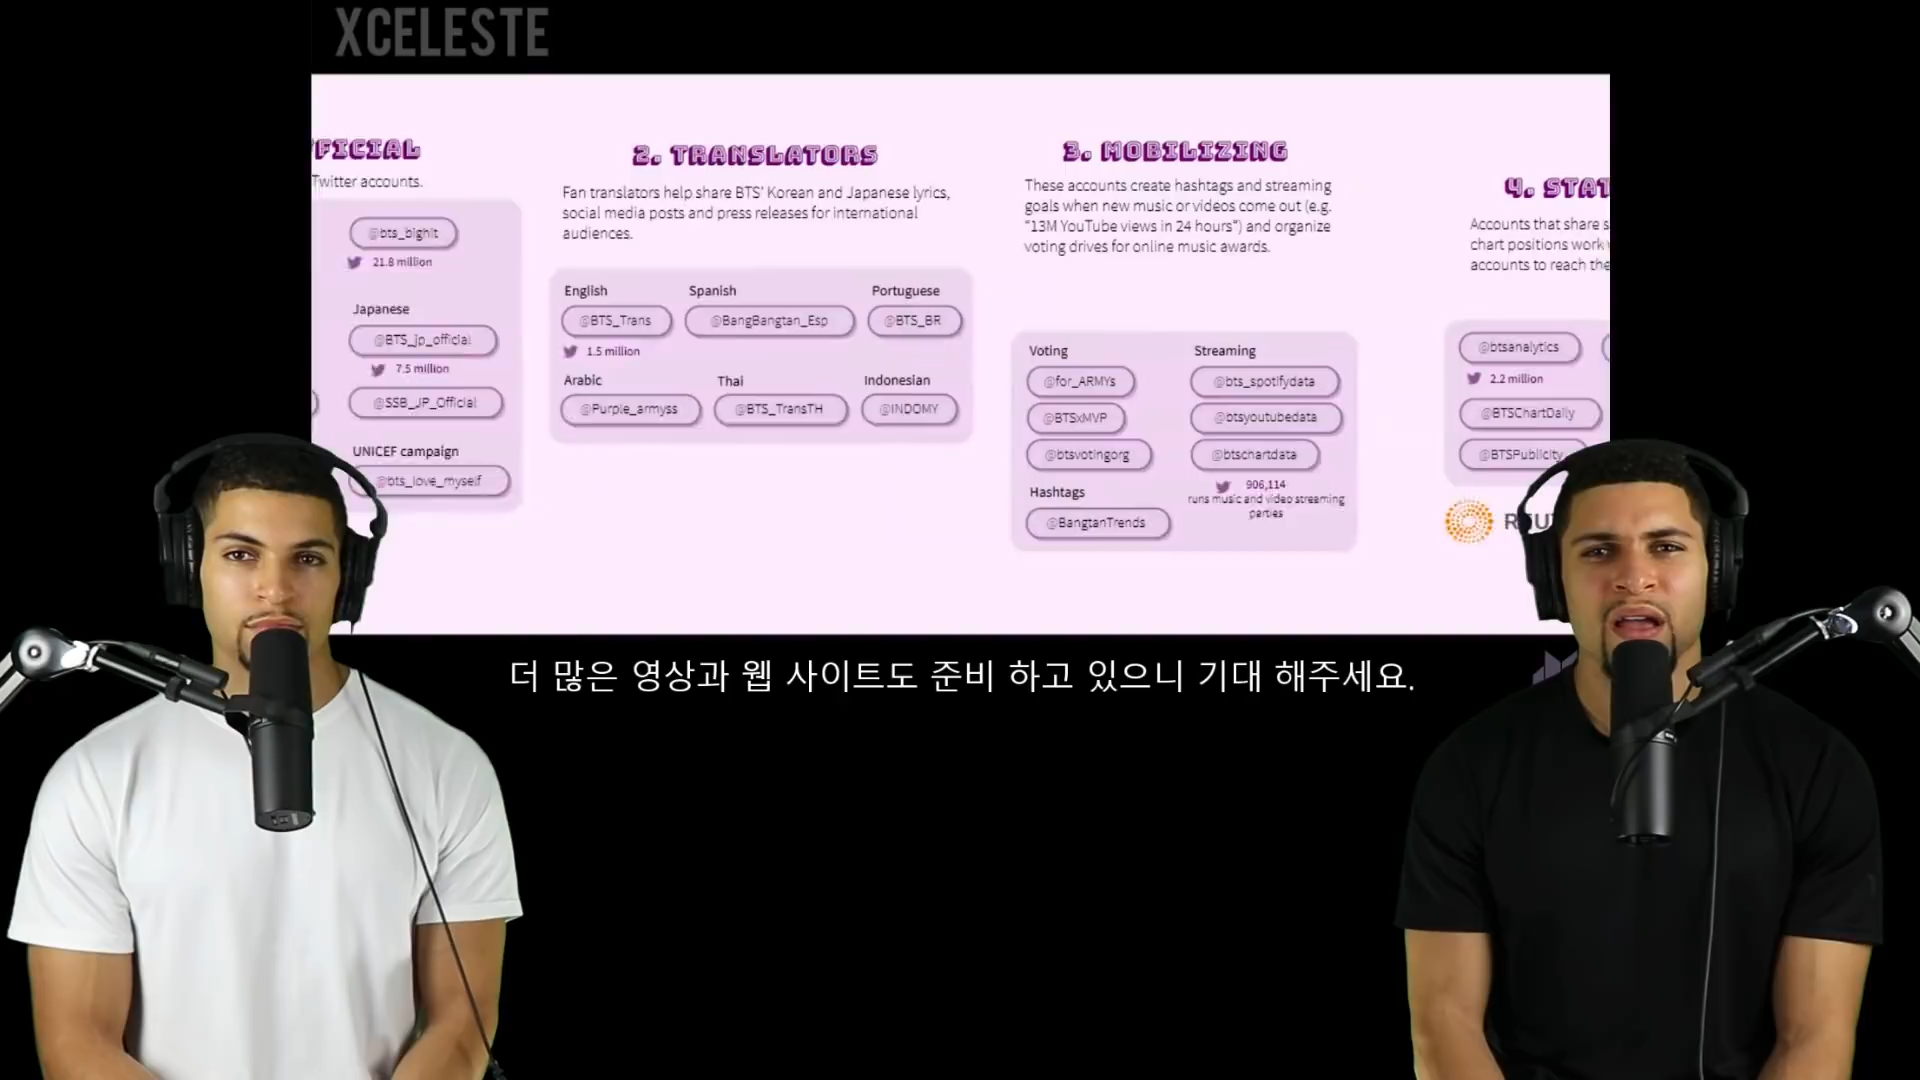 XCELESTE
FICIAL
Twitter accounts.
@bts_bighit
21.8 million
Japanese
@BTS_jp_official
7.5 million
@SSB_JP_Official
UNICEF campaign
@bts_love_myself
2. TRANSLATORS
Fan translators help share BTS' Korean and Japanese lyrics,
social media posts and press releases for international
audiences.
English
Spanish
Portuguese
@BTS_Trans
@BangBangtan_Esp
@BTS_BR
1.5 million
Arabic
Thai
Indonesian
@Purple_armyss
@BTS_TransTH
@INDOMY
3. MOBILIZING
These accounts create hashtags and streaming
goals when new music or videos come out (e.g.
"13M YouTube views in 24 hours") and organize
voting drives for online music awards.
Voting
@for_ARMYs
@BTSxMVP
@btsvotingorg
Hashtags
@BangtanTrends
Streaming
@bts_spotifydata
@btsyoutubedata
@btschartdata
906,114
runs music and video streaming
parties
4. STAT
Accounts that share s
chart positions work
accounts to reach the
@btsanalytics
2.2 million
@BTSChartDaily
@BTSPublicity
더 많은 영상과 웹 사이트도 준비 하고 있으니 기대 해주세요.